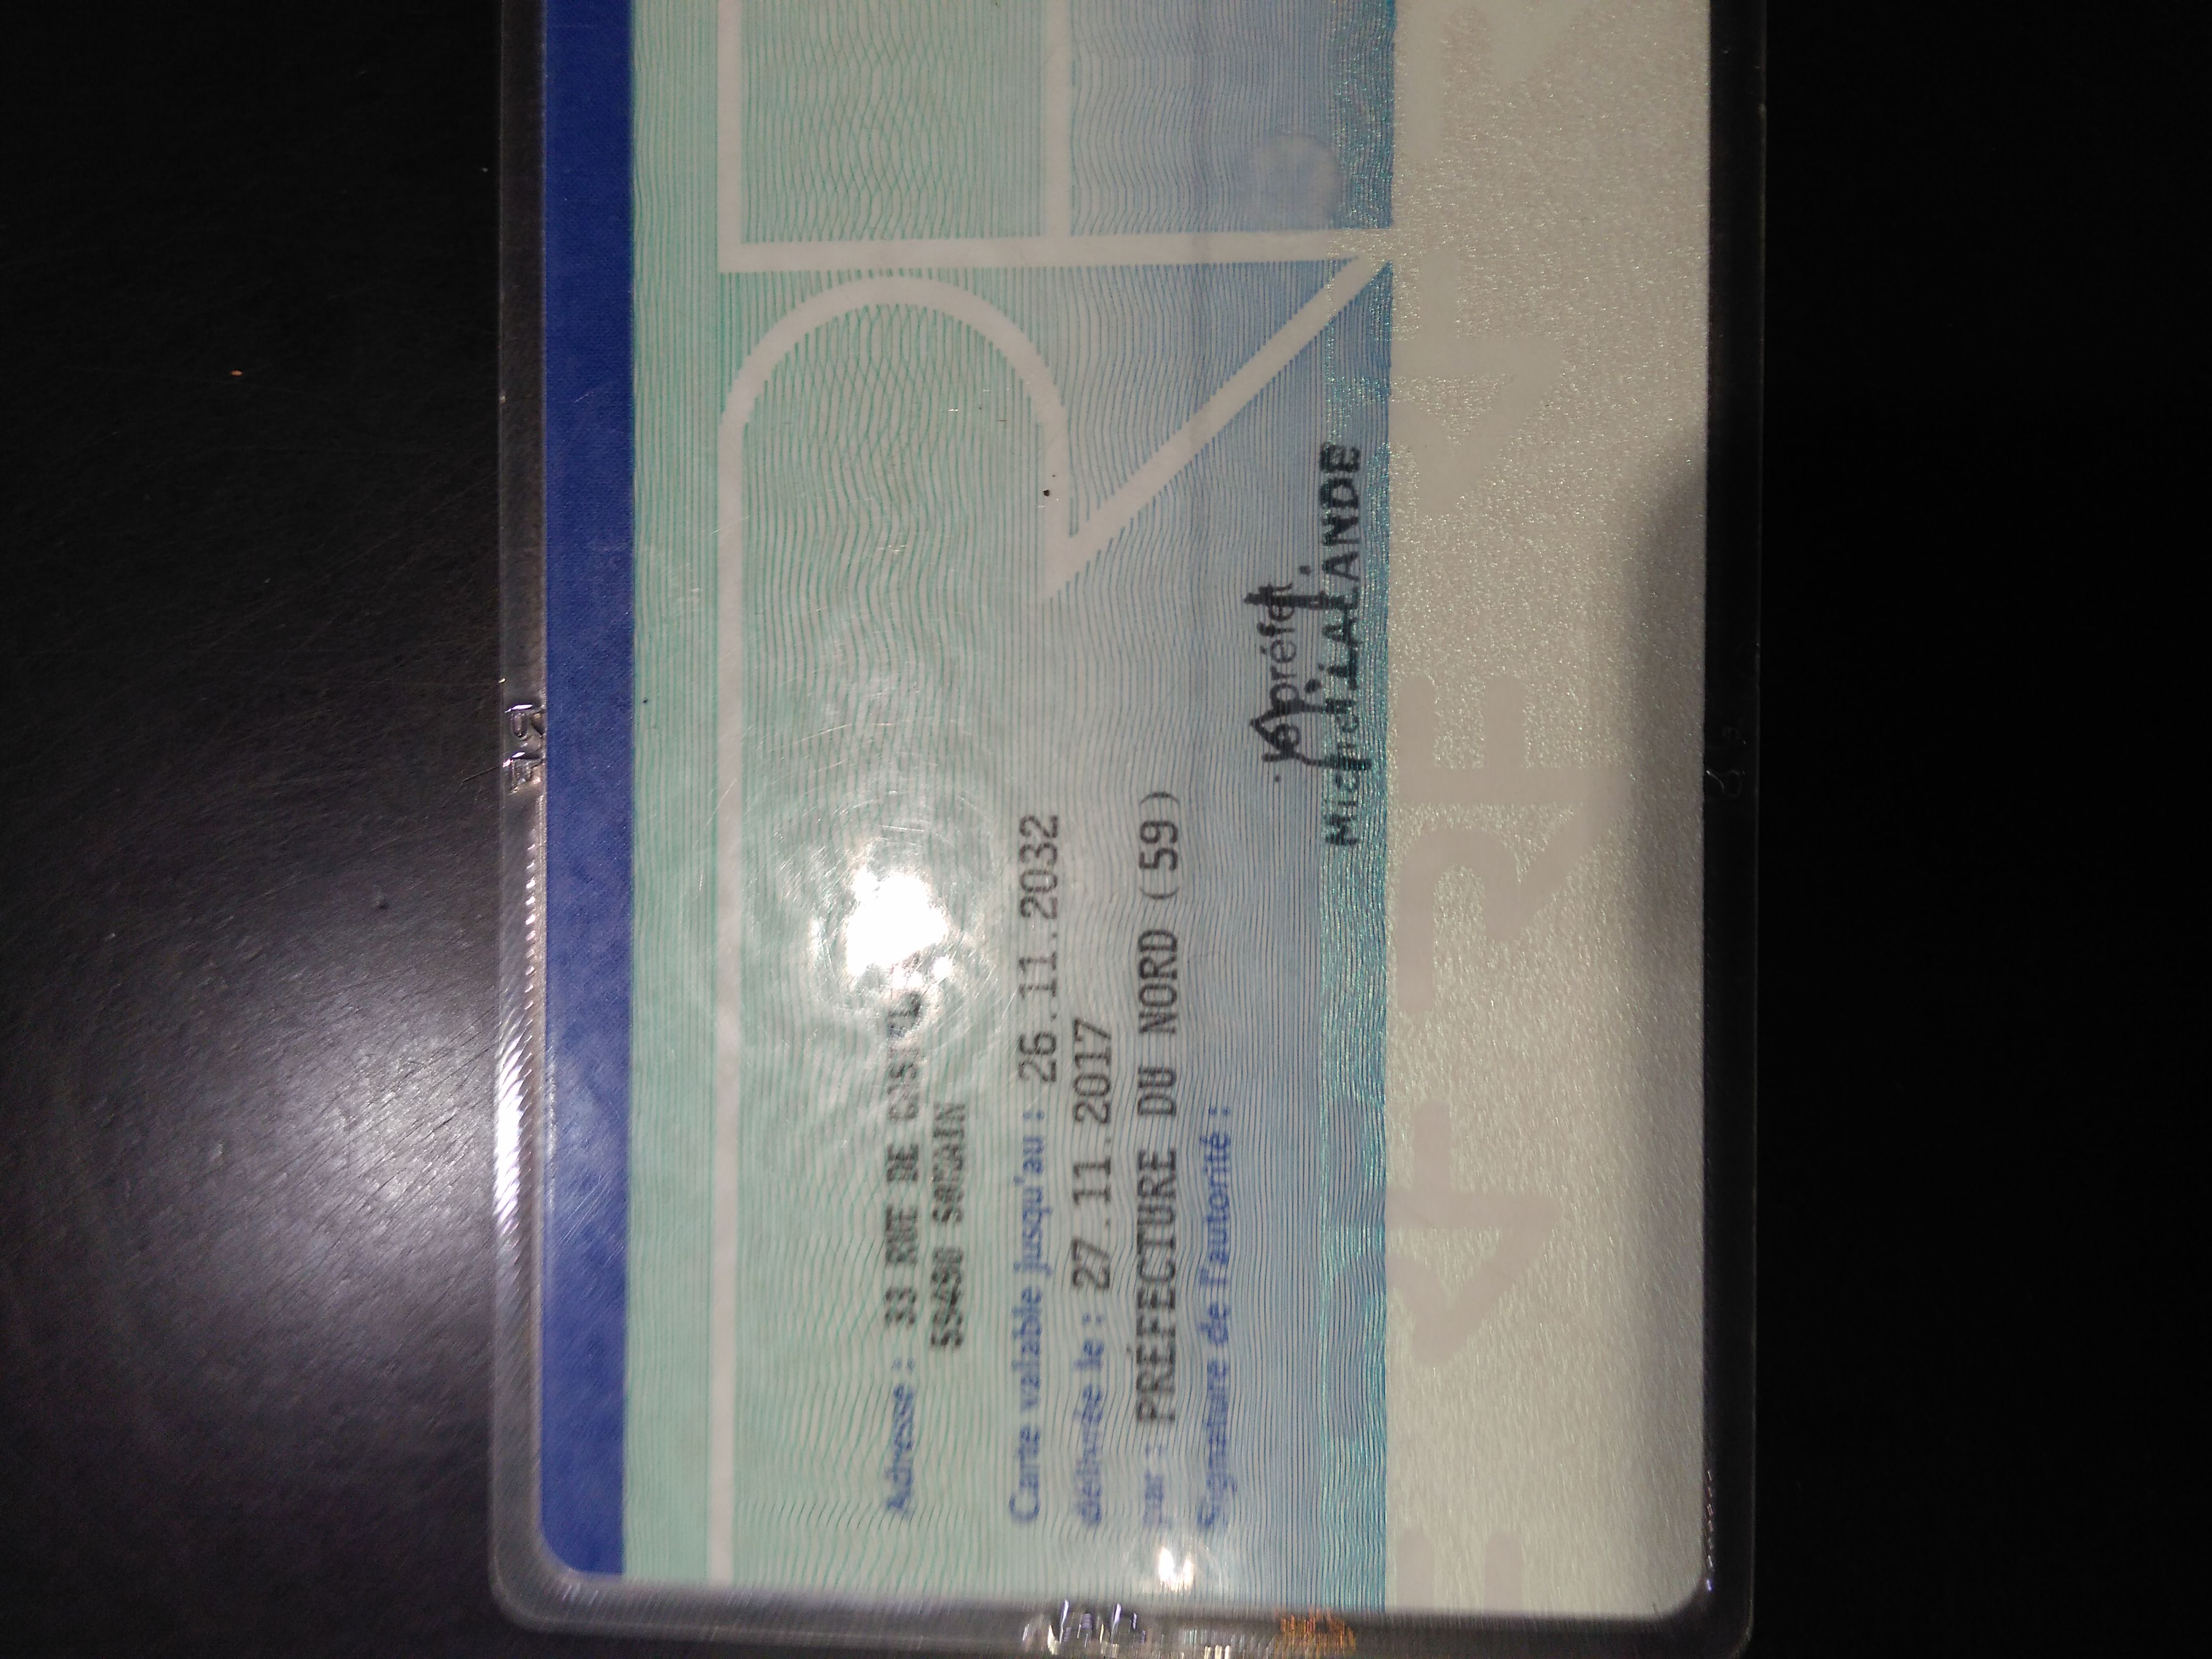 Adresse : 33 RUE DE
59490 SOMAIN
Carte valable jusqu'au : 26.11.2032
délivrée le : 27.11.2017
par : PRÉFECTURE DU NORD (59)
Signature de l'autorité :
préfet
Michel LALANDE